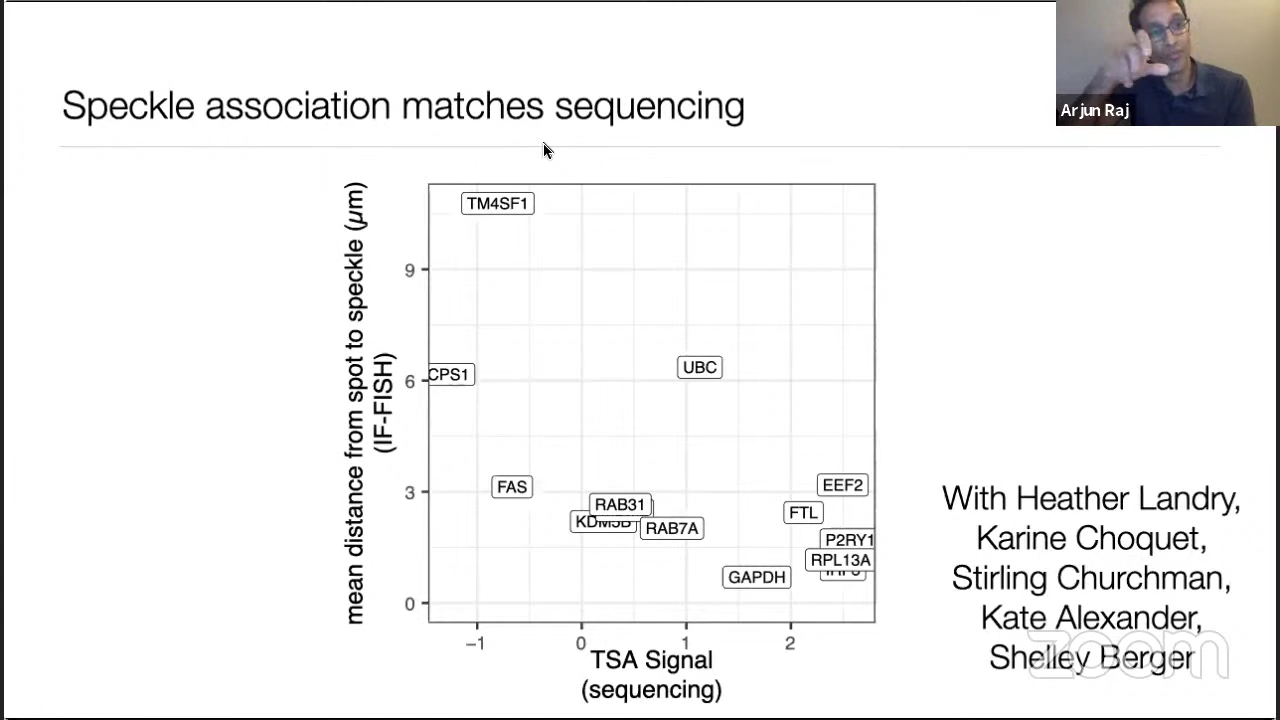 Speckle association matches sequencing
Arjun Raj
mean distance from spot to speckle (µm)
(IF-FISH)
9
6
3
0
TM4SF1
CPS1
UBC
FAS
EEF2
RAB31
FTL
KDM5B
RAB7A
P2RY1
RPL13A
GAPDH
-1
0
1
2
TSA Signal
(sequencing)
With Heather Landry,
Karine Choquet,
Stirling Churchman,
Kate Alexander,
Shelley Berger
zoom